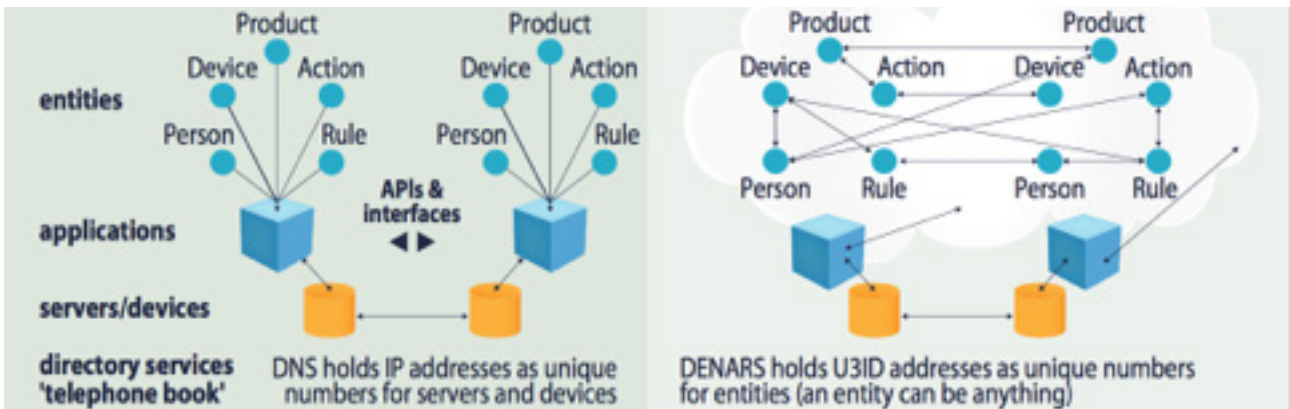 Product
Product
Device
Action
Device
Action
entities
Person
Rule
Person
Rule
APIs &
interfaces
applications
servers/devices
directory services
'telephone book'
DNS holds IP addresses as unique
numbers for servers and devices
Product
Product
Device
Action
Device
Action
Person
Rule
Person
Rule
DENARS holds U3ID addresses as unique numbers
for entities (an entity can be anything)